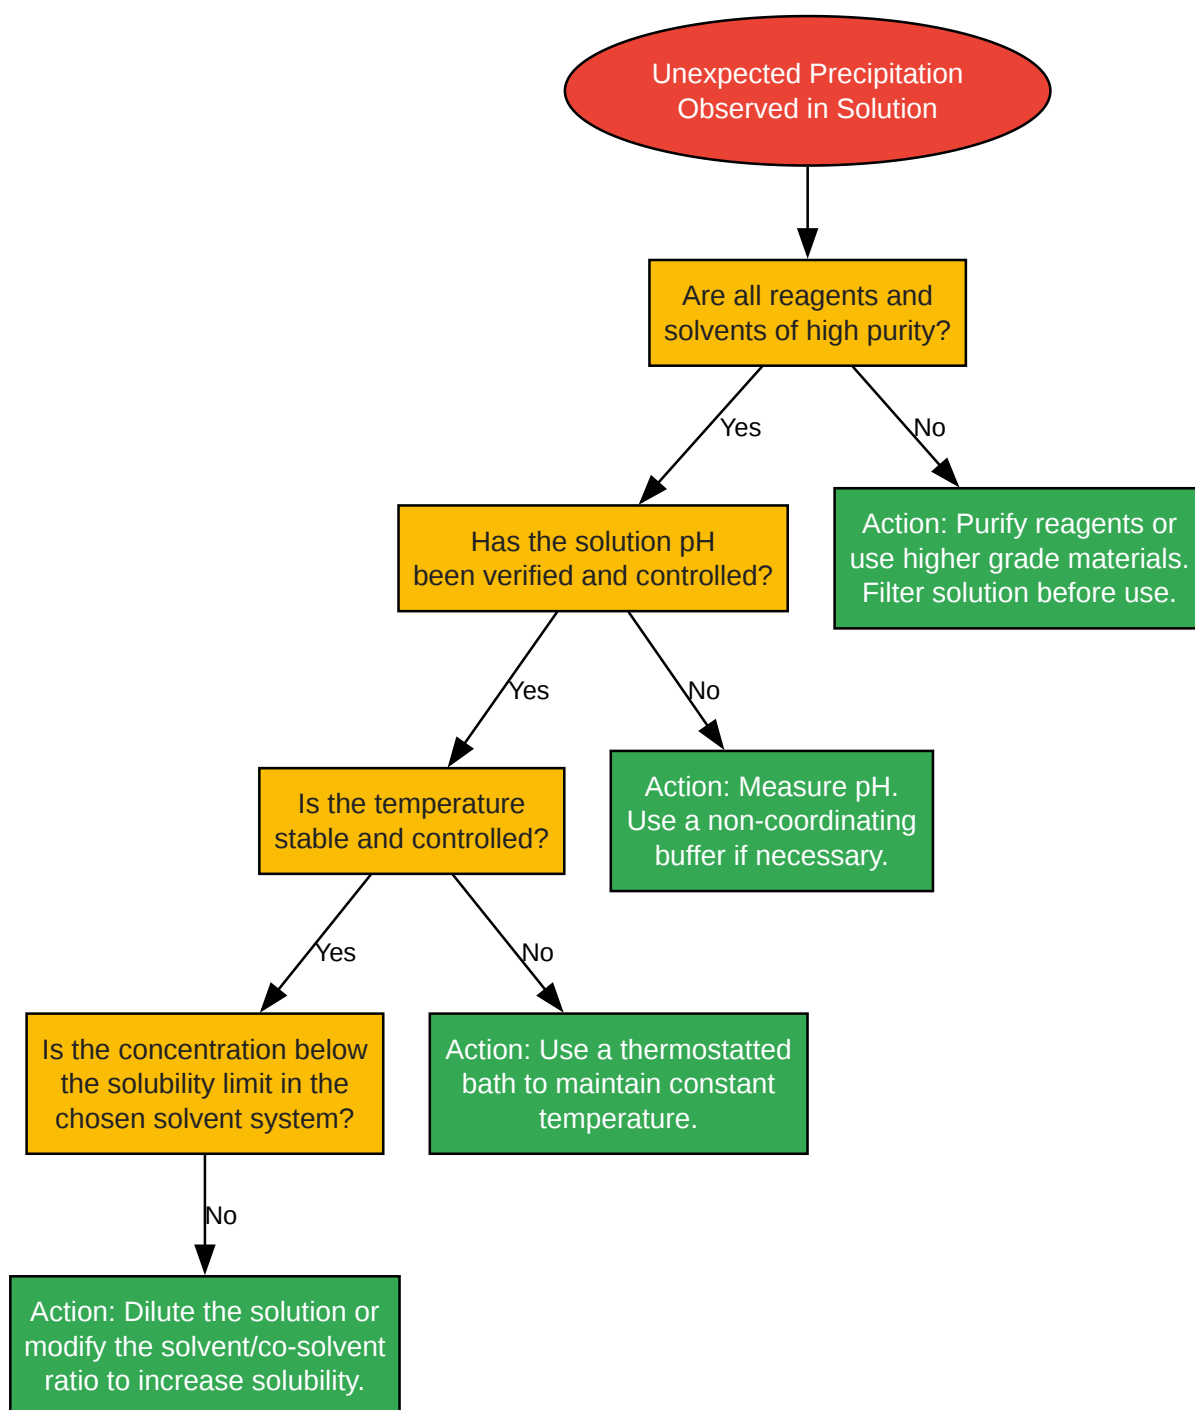 Unexpected Precipitation
Observed in Solution
Are all reagents and
solvents of high purity?
Yes
No
Has the solution pH
been verified and controlled?
Action: Purify reagents or
use higher grade materials.
Filter solution before use.
Yes
No
Is the temperature
stable and controlled?
Action: Measure pH.
Use a non-coordinating
buffer if necessary.
Yes
No
Is the concentration below
the solubility limit in the
chosen solvent system?
Action: Use a thermostatted
bath to maintain constant
temperature.
No
Action: Dilute the solution or
modify the solvent/co-solvent
ratio to increase solubility.